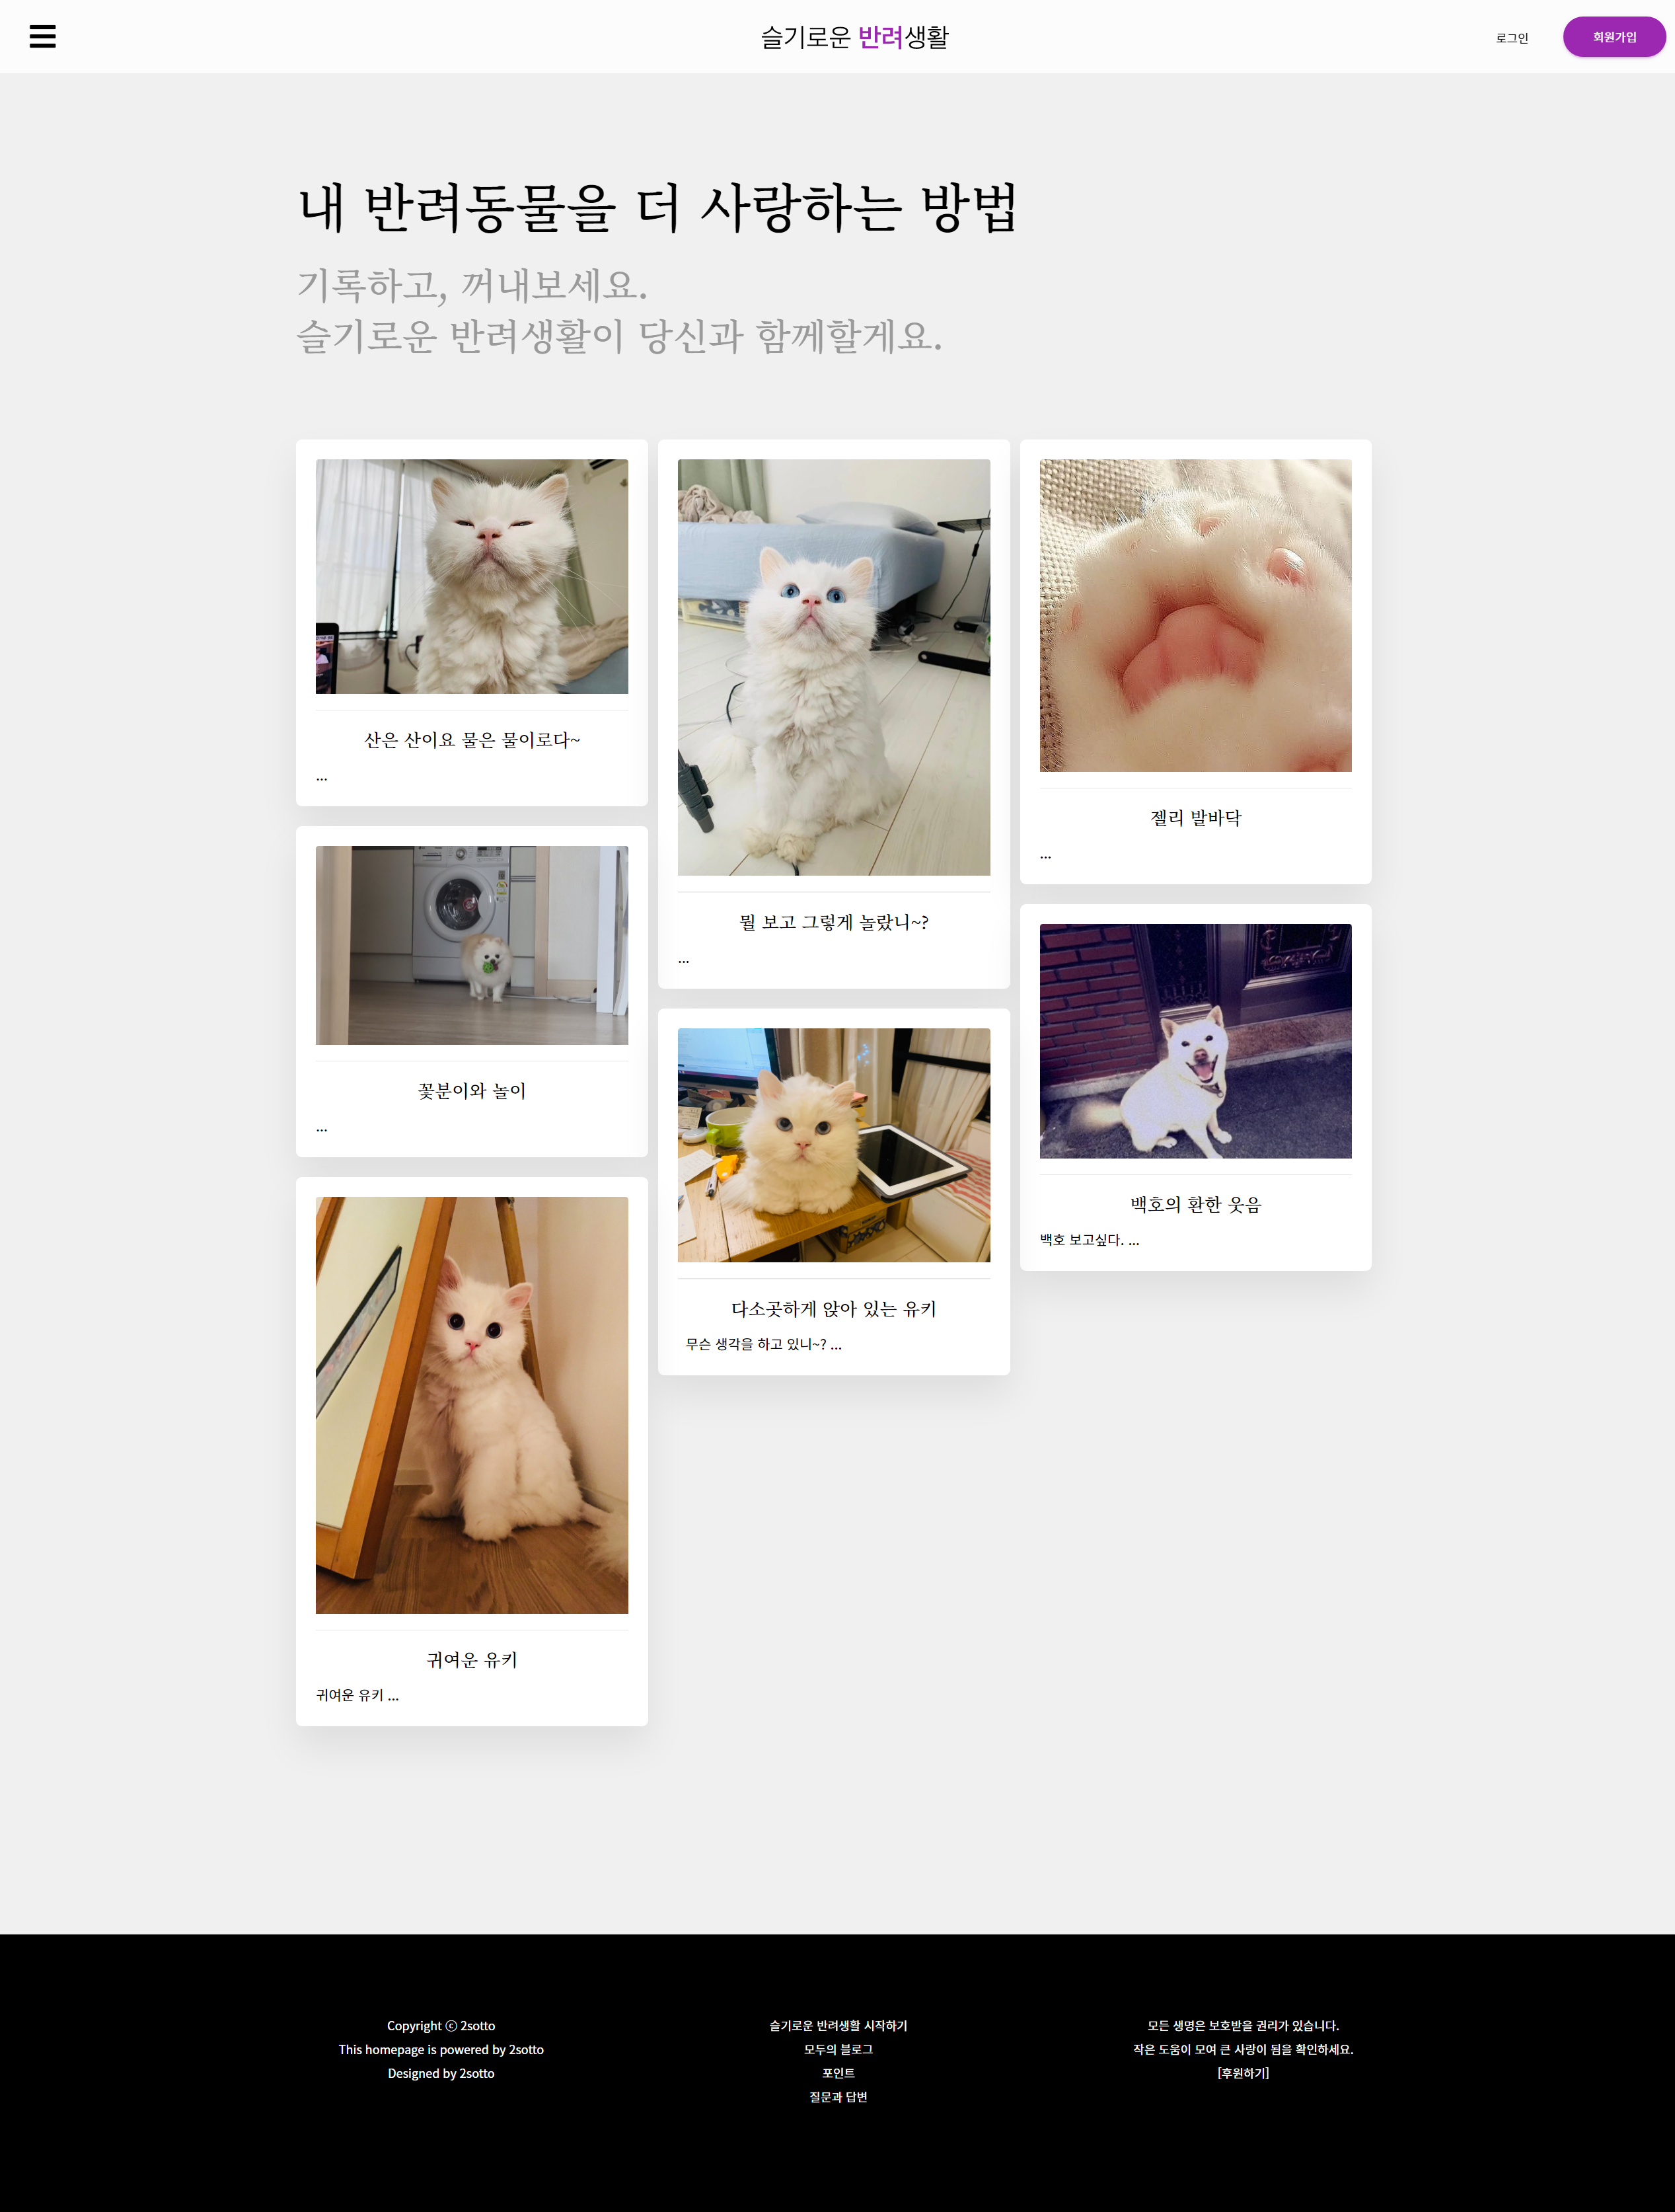 슬기로운 반려생활
로그인
회원가입
내 반려동물을 더 사랑하는 방법
기록하고, 꺼내보세요.
슬기로운 반려생활이 당신과 함께할게요.
산은 산이요 물은 물이로다~
...
꽃분이와 놀이
...
귀여운 유키
귀여운 유키 ...
뭘 보고 그렇게 놀랐니~?
...
다소곳하게 앉아 있는 유키
무슨 생각을 하고 있니~? ...
젤리 발바닥
...
백호의 환한 웃음
백호 보고싶다. ...
Copyright ⓒ 2sotto
This homepage is powered by 2sotto
Designed by 2sotto
슬기로운 반려생활 시작하기
모두의 블로그
포인트
질문과 답변
모든 생명은 보호받을 권리가 있습니다.
작은 도움이 모여 큰 사랑이 됨을 확인하세요.
[후원하기]